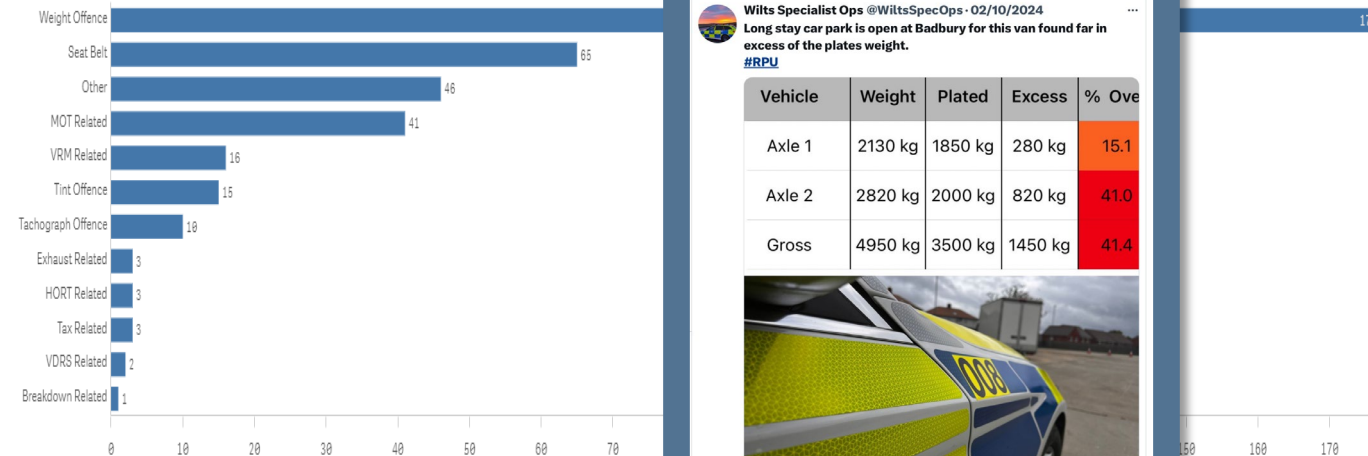 Weight Offence
Seat Belt 65
Other 46
MOT Related 41
VRM Related 16
Tint Offence 15
Tachograph Offence 10
Exhaust Related 3
HORT Related 3
Tax Related 3
VDRS Related 2
Breakdown Related 1
0 10 20 30 40 50 60 70
Wilts Specialist Ops @WiltsSpecOps · 02/10/2024
Long stay car park is open at Badbury for this van found far in
excess of the plates weight.
#RPU
Vehicle Weight Plated Excess % Ove
Axle 1 2130 kg 1850 kg 280 kg 15.1
Axle 2 2820 kg 2000 kg 820 kg 41.0
Gross 4950 kg 3500 kg 1450 kg 41.4
008
150 160 170